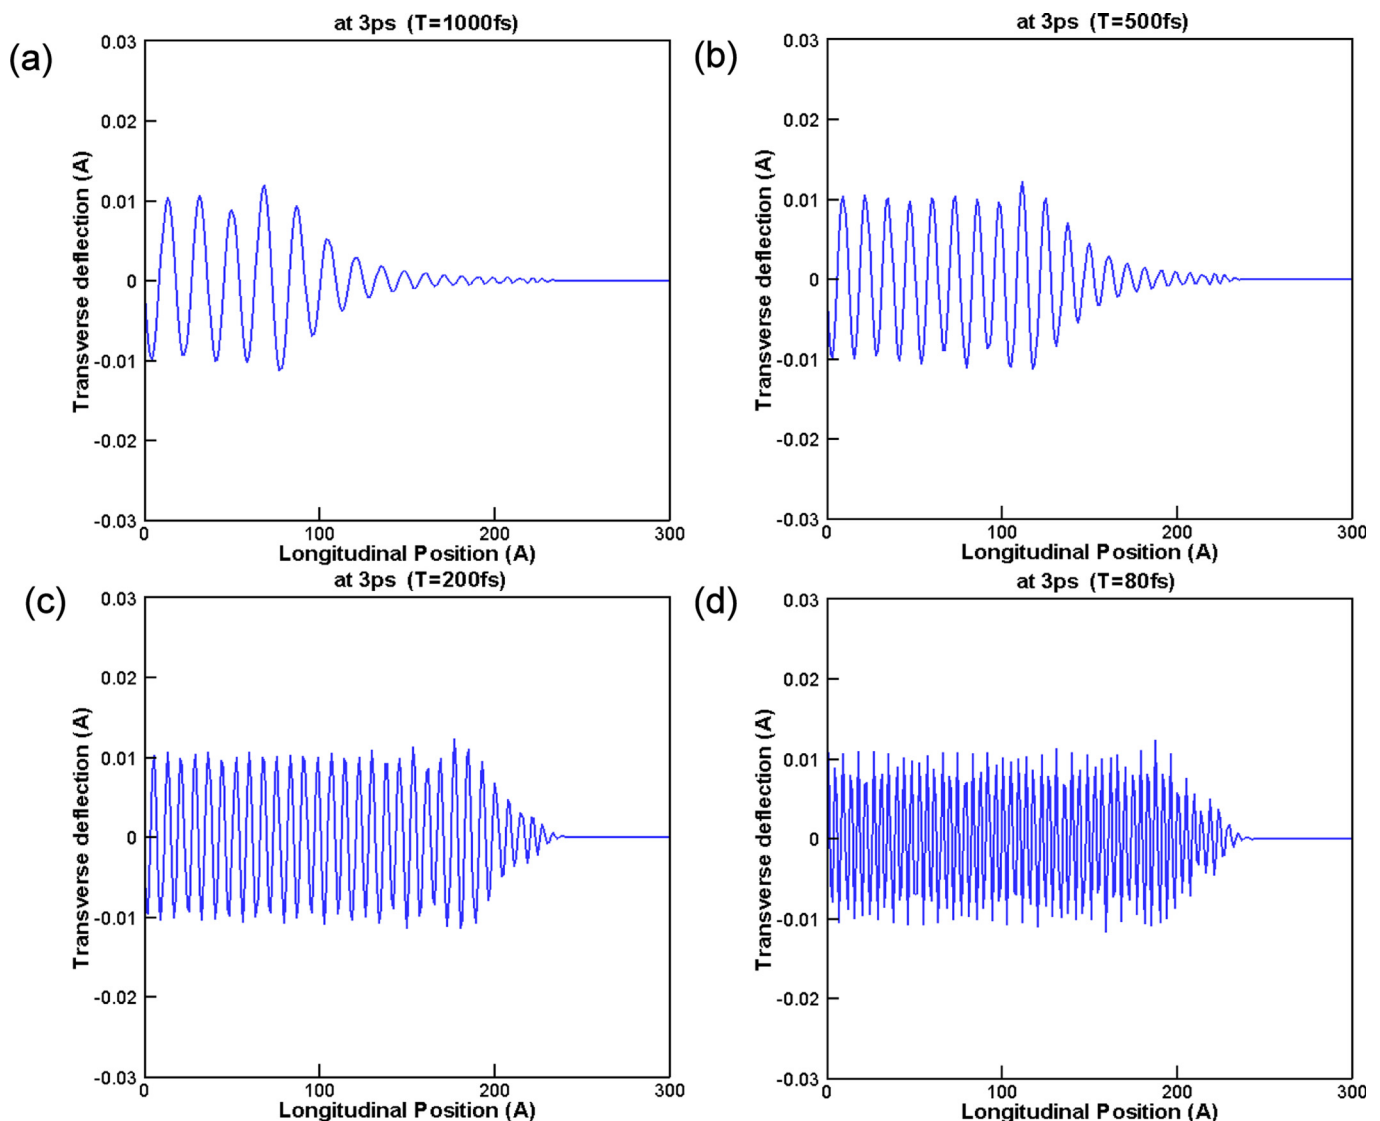 (a)
at 3ps (T=1000fs)
0.03
0.02
0.01
0
-0.01
-0.02
-0.03
Transverse deflection (A)
0 100 200 300
Longitudinal Position (A)
(b)
at 3ps (T=500fs)
0.03
0.02
0.01
0
-0.01
-0.02
-0.03
Transverse deflection (A)
0 100 200 300
Longitudinal Position (A)
(c)
at 3ps (T=200fs)
0.03
0.02
0.01
0
-0.01
-0.02
-0.03
Transverse deflection (A)
0 100 200 300
Longitudinal Position (A)
(d)
at 3ps (T=80fs)
0.03
0.02
0.01
0
-0.01
-0.02
-0.03
Transverse deflection (A)
0 100 200 300
Longitudinal Position (A)